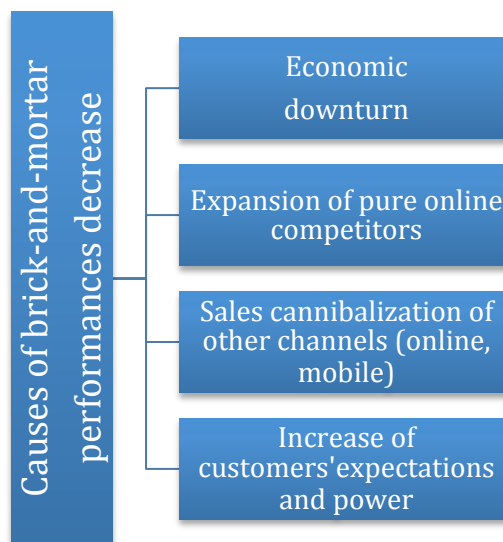 Causes of brick-and-mortar
performances decrease
Economic
downturn
Expansion of pure online
competitors
Sales cannibalization of
other channels (online,
mobile)
Increase of
customers'expectations
and power